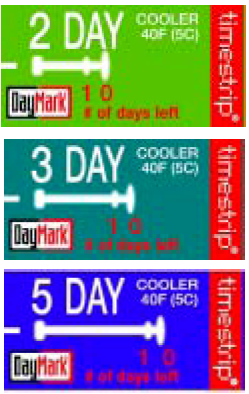 2 DAY COOLER
40F (5C)
DayMark 1 0
# of days left
timestrip®
3 DAY COOLER
40F (5C)
DayMark 1 0
# of days left
timestrip®
5 DAY COOLER
40F (5C)
DayMark 1 0
# of days left
timestrip®